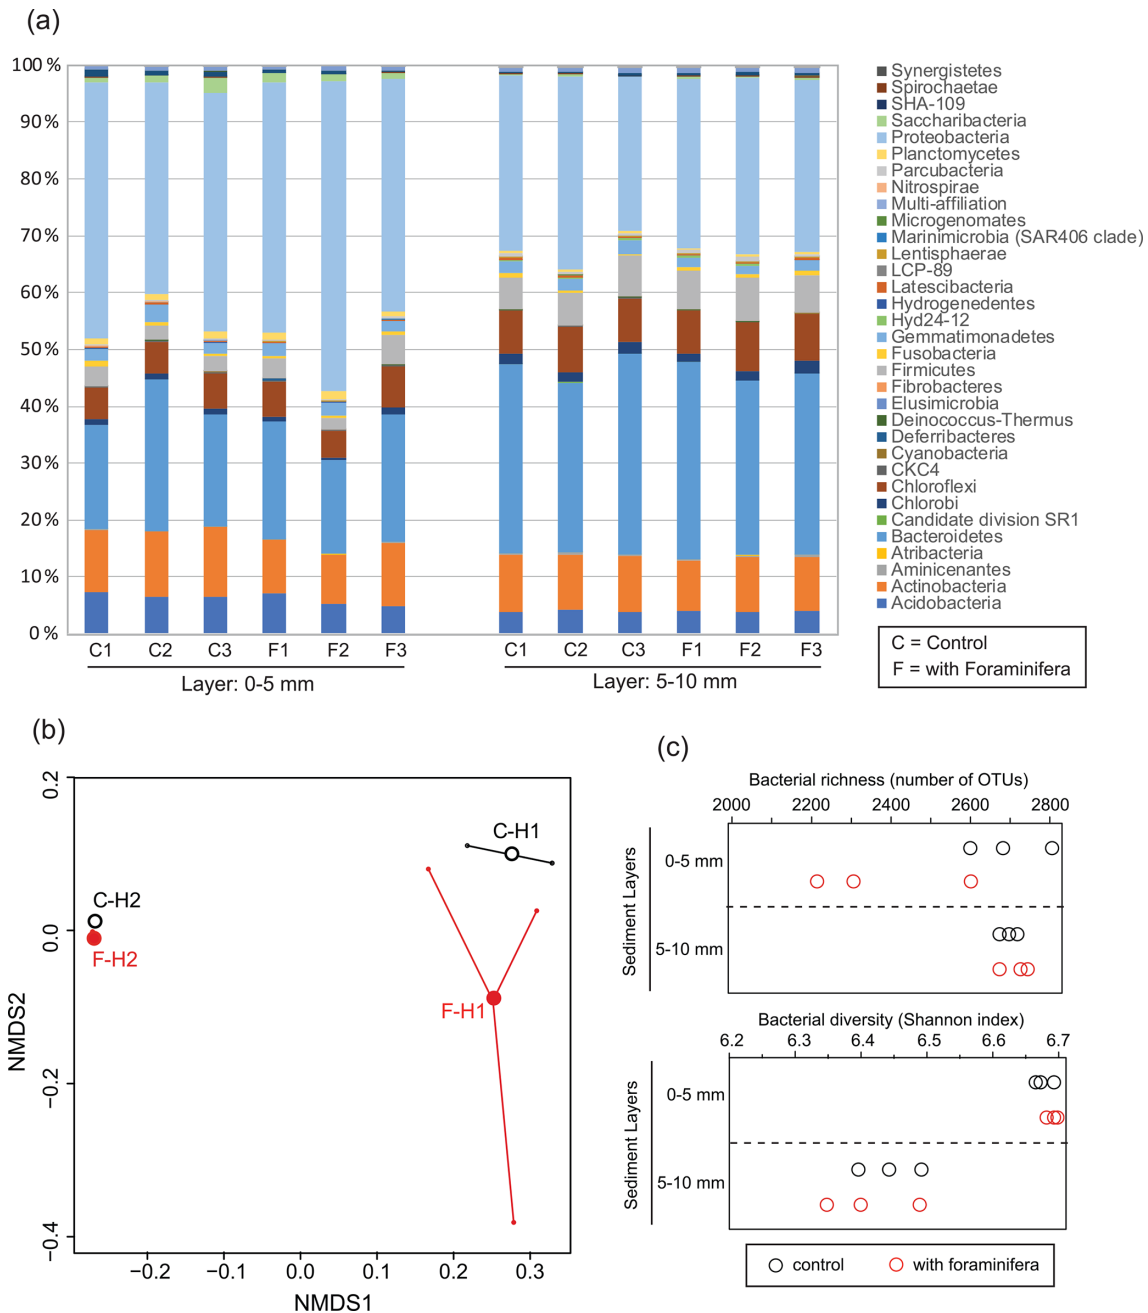 (a)
100 %
90 %
80 %
70 %
60 %
50 %
40 %
30 %
20 %
10 %
0 %
C1 C2 C3 F1 F2 F3 C1 C2 C3 F1 F2 F3
Layer: 0-5 mm Layer: 5-10 mm
Synergistetes
Spirochaetae
SHA-109
Saccharibacteria
Proteobacteria
Planctomycetes
Parcubacteria
Nitrospirae
Multi-affiliation
Microgenomates
Marinimicrobia (SAR406 clade)
Lentisphaerae
LCP-89
Latescibacteria
Hydrogenedentes
Hyd24-12
Gemmatimonadetes
Fusobacteria
Firmicutes
Fibrobacteres
Elusimicrobia
Deinococcus-Thermus
Deferribacteres
Cyanobacteria
CKC4
Chloroflexi
Chlorobi
Candidate division SR1
Bacteroidetes
Atribacteria
Aminicenantes
Actinobacteria
Acidobacteria
C = Control
F = with Foraminifera
(b)
NMDS2
0.2
0.0
−0.2
−0.4
C-H1
C-H2
F-H2
F-H1
−0.2 −0.1 0.0 0.1 0.2 0.3
NMDS1
(c)
Bacterial richness (number of OTUs)
2000 2200 2400 2600 2800
Sediment Layers
0-5 mm
5-10 mm
Bacterial diversity (Shannon index)
6.2 6.3 6.4 6.5 6.6 6.7
Sediment Layers
0-5 mm
5-10 mm
control with foraminifera